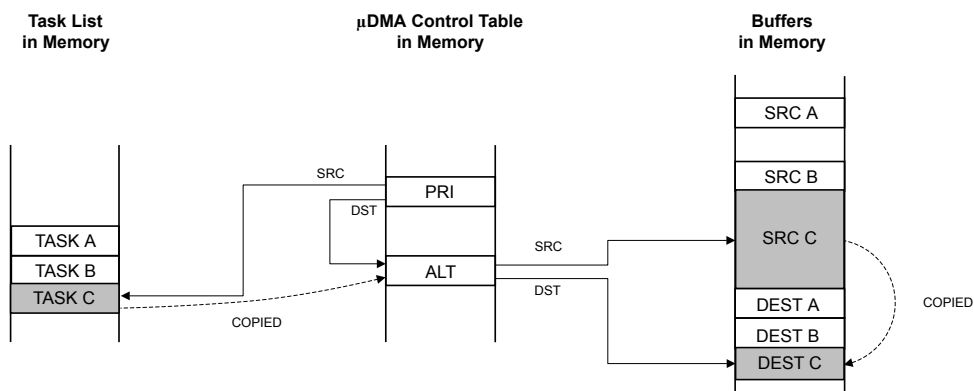 Task List
in Memory
µDMA Control Table
in Memory
Buffers
in Memory
SRC A
SRC B
SRC
PRI
DST
TASK A
SRC C
SRC
TASK B
ALT
TASK C
DST
DEST A
COPIED
COPIED
DEST B
DEST C